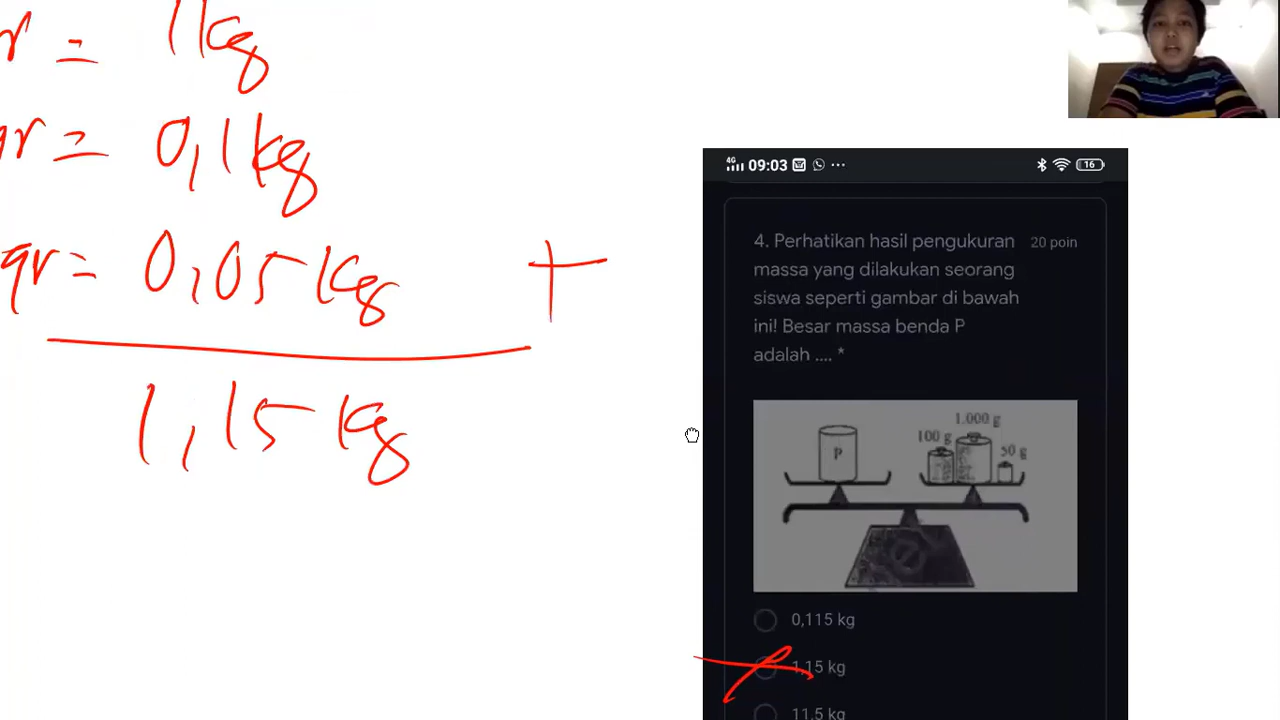 r = 1 kg
gr = 0,1 kg
gr = 0,05 kg +
1,15 kg
4G 09:03 16
4. Perhatikan hasil pengukuran 20 poin
massa yang dilakukan seorang
siswa seperti gambar di bawah
ini! Besar massa benda P
adalah .... *
1.000 g
100 g
50 g
P
0,115 kg
1,15 kg
11,5 kg